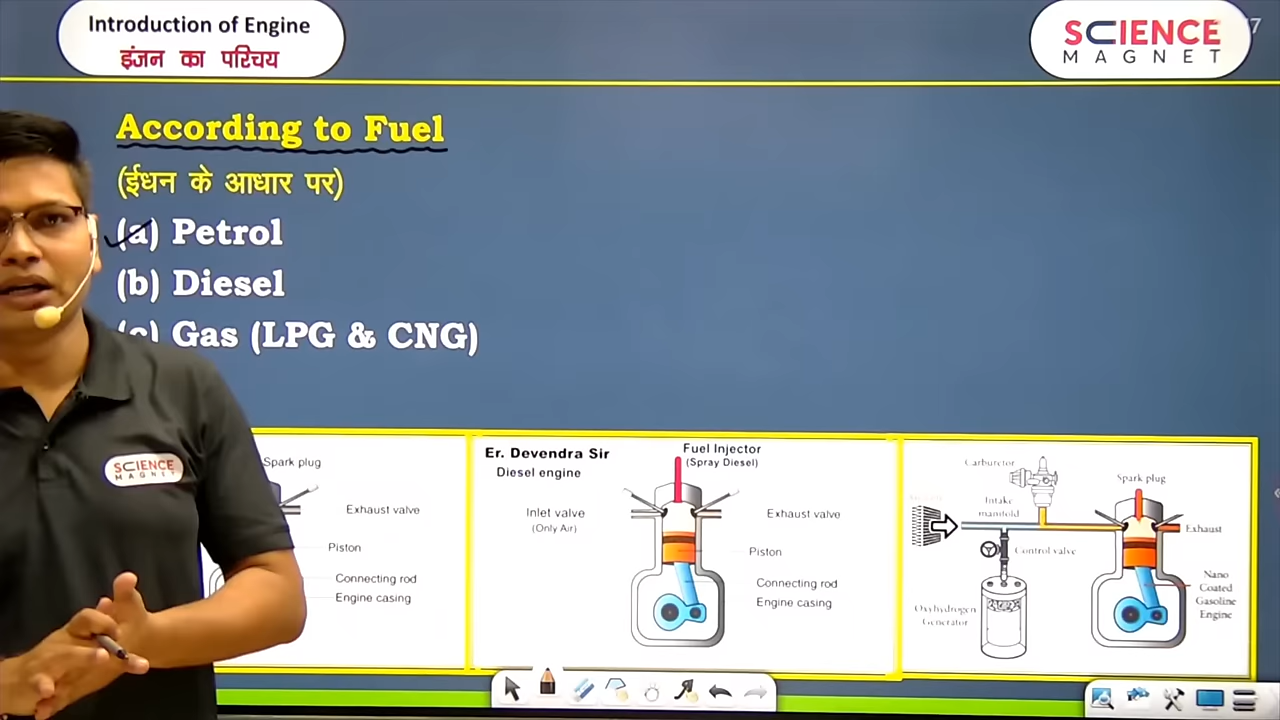 Introduction of Engine
इंजन का परिचय
SCIENCE
MAGNET
According to Fuel
(ईधन के आधार पर)
(a) Petrol
(b) Diesel
(c) Gas (LPG & CNG)
SCIENCE
MAGNET
Spark plug
Exhaust valve
Piston
Connecting rod
Engine casing
Er. Devendra Sir
Diesel engine
Fuel Injector
(Spray Diesel)
Inlet valve
(Only Air)
Exhaust valve
Piston
Connecting rod
Engine casing
Carburetor
Spark plug
Intake
manifold
Exhaust
Control valve
Oxyhydrogen
Generator
Nano
Coated
Gasoline
Engine